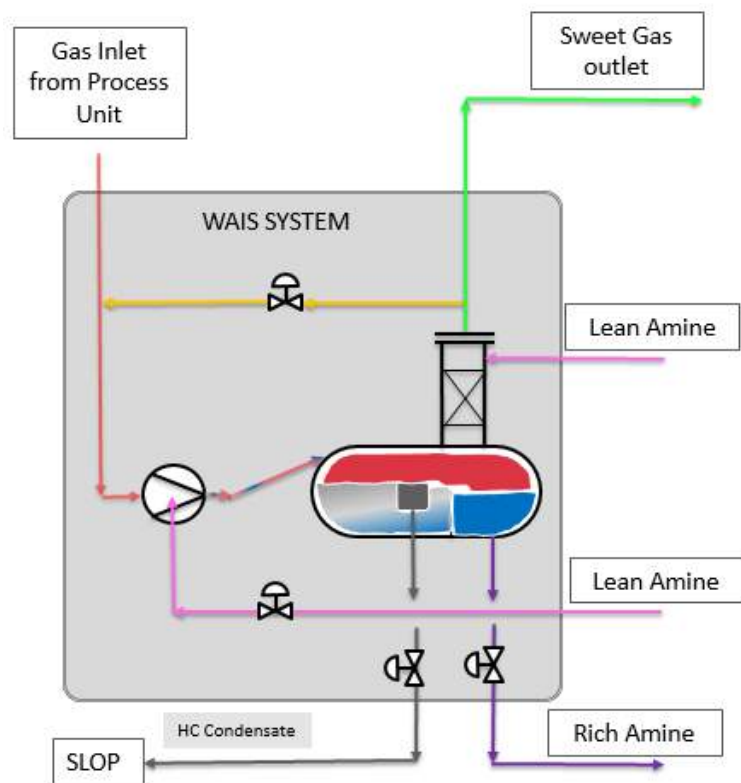 Gas Inlet
from Process
Unit
Sweet Gas
outlet
WAIS SYSTEM
Lean Amine
Lean Amine
HC Condensate
SLOP
Rich Amine